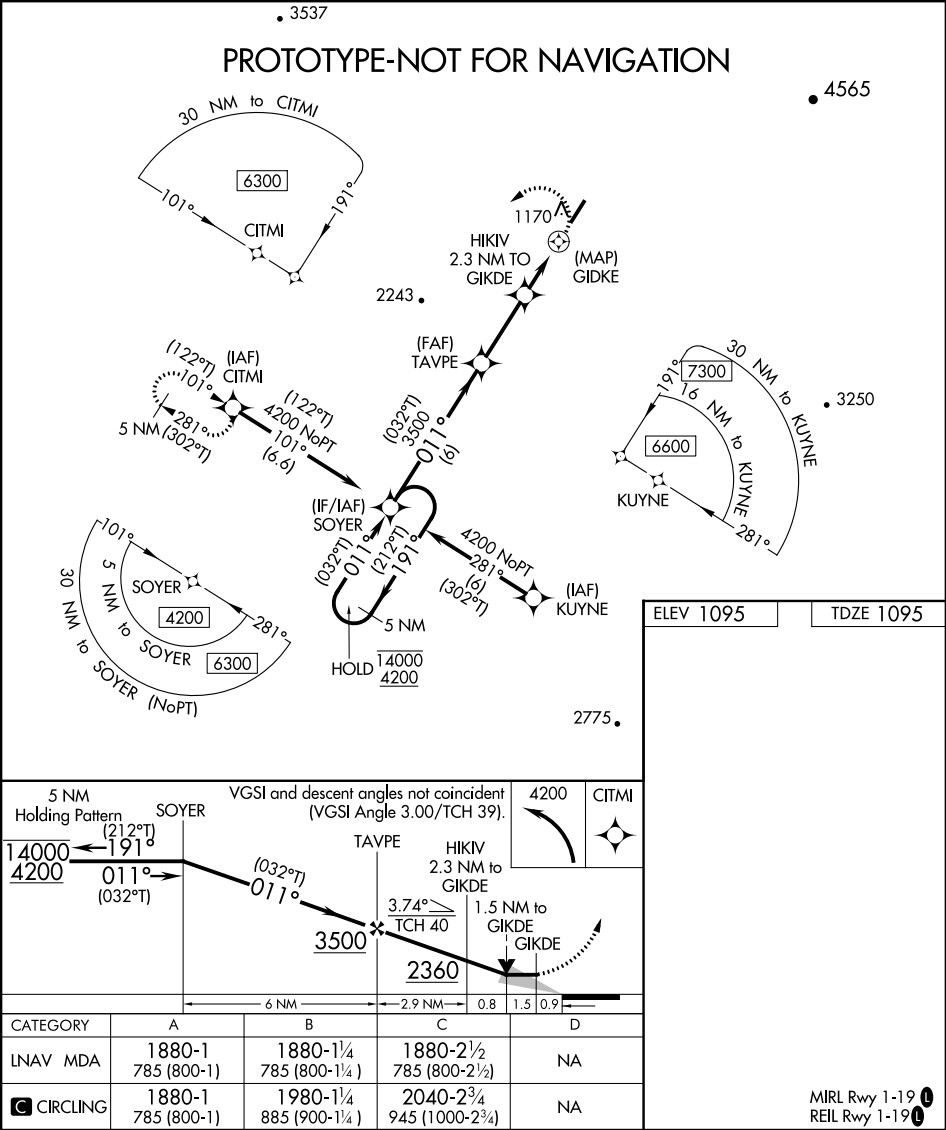 3537
PROTOTYPE-NOT FOR NAVIGATION
4565
30 NM to CITMI
6300
101°
191°
CITMI
1170
HIKIV
2.3 NM TO
GIKDE
(MAP)
GIDKE
2243
(FAF)
TAVPE
(IAF)
CITMI
(122°T)
101°
281°
(302°T)
5 NM
(122°T)
4200 NoPT
101°
(6.6)
(032°T)
3500
011°
(6)
30 NM to KUYNE
191°
7300
16 NM to KUYNE
6600
KUYNE
281°
3250
(IF/IAF)
SOYER
(032°T)
011°
(212°T)
191°
4200 NoPT
281°
(6)
(302°T)
(IAF)
KUYNE
5 NM
HOLD
14000
4200
101°
SOYER
4200
281°
5 NM to SOYER
6300
30 NM to SOYER (NoPT)
2775
ELEV 1095
TDZE 1095
5 NM
Holding Pattern
SOYER
VGSI and descent angles not coincident
(VGSI Angle 3.00/TCH 39).
4200
CITMI
(212°T)
191°
14000
4200
011°
(032°T)
(032°T)
011°
TAVPE
HIKIV
2.3 NM to
GIKDE
3.74°
TCH 40
1.5 NM to
GIKDE
GIKDE
3500
2360
6 NM
2.9 NM
0.8
1.5
0.9
CATEGORY A B C D
LNAV MDA 1880-1 1880-1¼ 1880-2½ NA
785 (800-1) 785 (800-1¼) 785 (800-2½)
C CIRCLING 1880-1 1980-1¼ 2040-2¾ NA
785 (800-1) 885 (900-1¼) 945 (1000-2¾)
MIRL Rwy 1-19 L
REIL Rwy 1-19 L